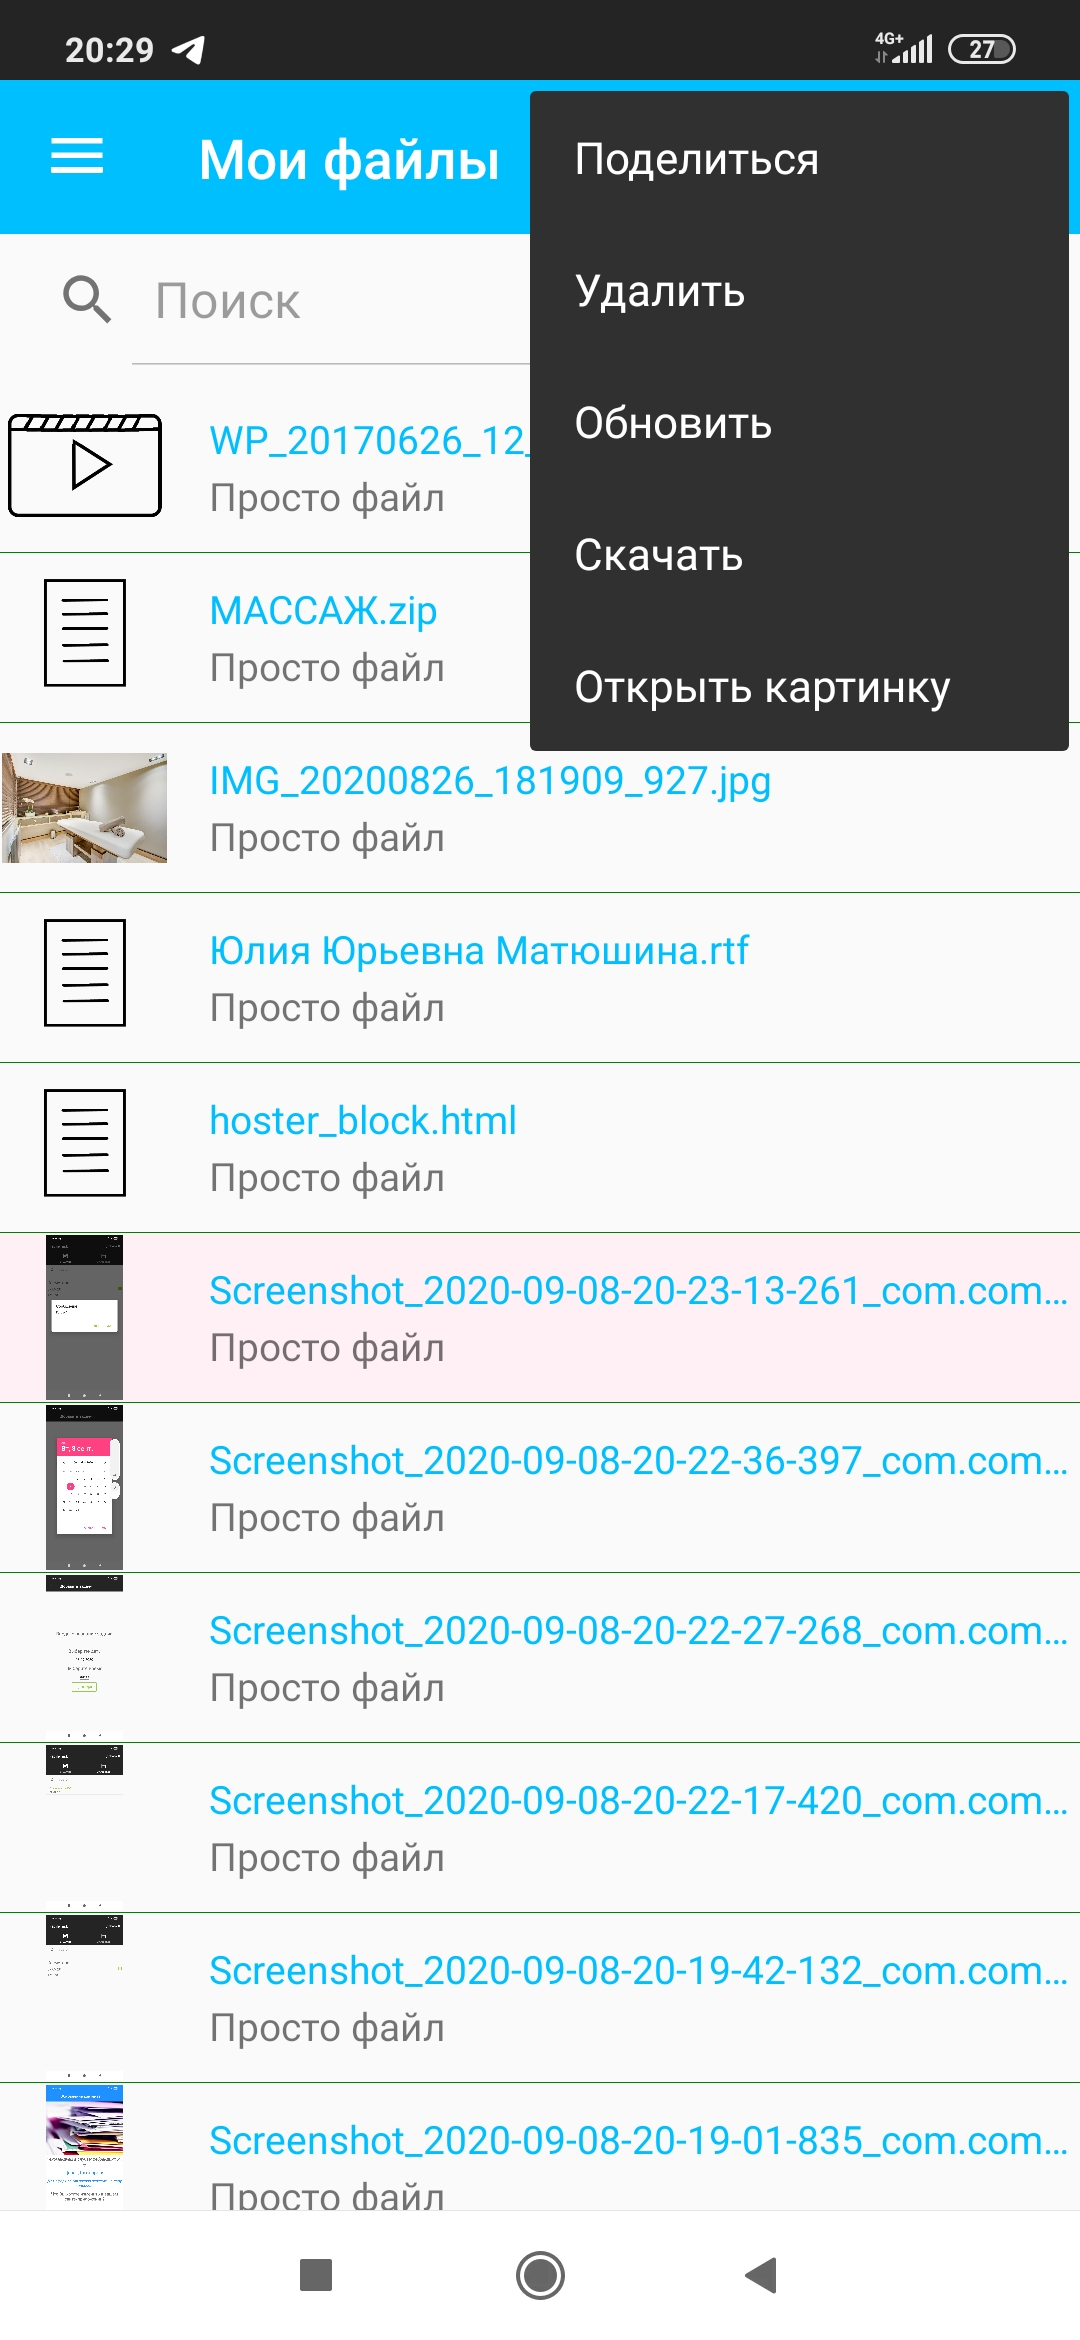 20:29
4G+
27
Мои файлы
Поделиться
Удалить
Обновить
Скачать
Открыть картинку
Поиск
WP_20170626_12_
Просто файл
МАССАЖ.zip
Просто файл
IMG_20200826_181909_927.jpg
Просто файл
Юлия Юрьевна Матюшина.rtf
Просто файл
hoster_block.html
Просто файл
Screenshot_2020-09-08-20-23-13-261_com.com...
Просто файл
Screenshot_2020-09-08-20-22-36-397_com.com...
Просто файл
Screenshot_2020-09-08-20-22-27-268_com.com...
Просто файл
Screenshot_2020-09-08-20-22-17-420_com.com...
Просто файл
Screenshot_2020-09-08-20-19-42-132_com.com...
Просто файл
Screenshot_2020-09-08-20-19-01-835_com.com...
Просто файл